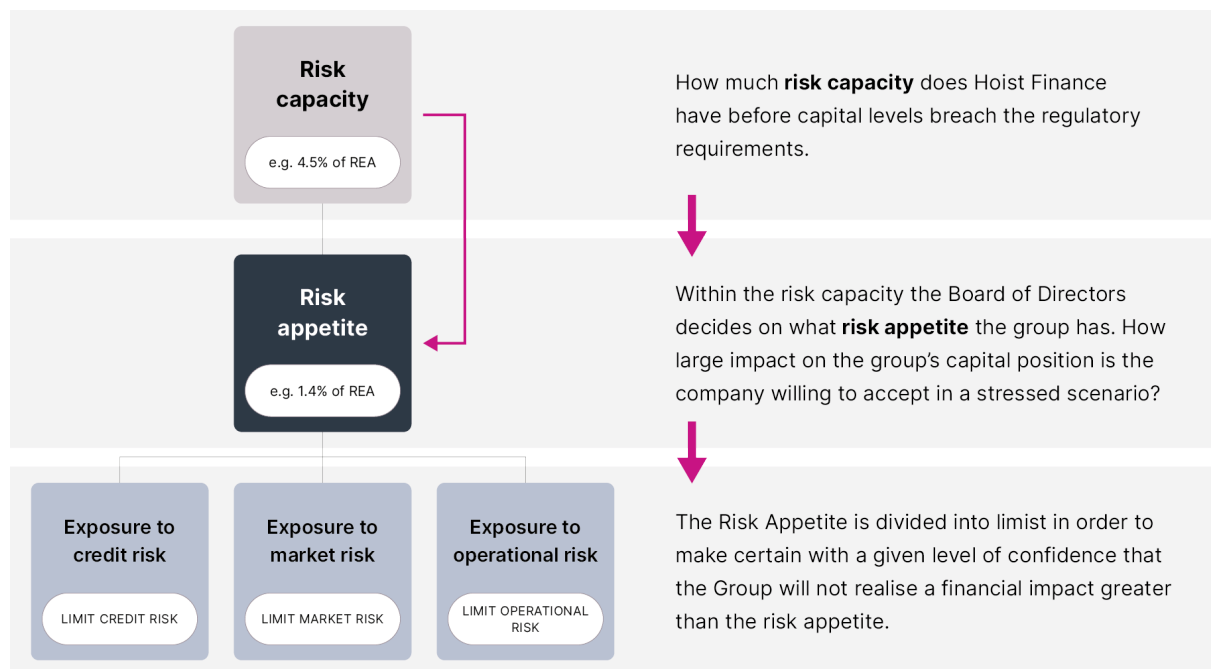 Risk
capacity
e.g. 4.5% of REA
How much risk capacity does Hoist Finance
have before capital levels breach the regulatory
requirements.
Risk
appetite
e.g. 1.4% of REA
Within the risk capacity the Board of Directors
decides on what risk appetite the group has. How
large impact on the group’s capital position is the
company willing to accept in a stressed scenario?
Exposure to
credit risk
LIMIT CREDIT RISK
Exposure to
market risk
LIMIT MARKET RISK
Exposure to
operational risk
LIMIT OPERATIONAL
RISK
The Risk Appetite is divided into limist in order to
make certain with a given level of confidence that
the Group will not realise a financial impact greater
than the risk appetite.